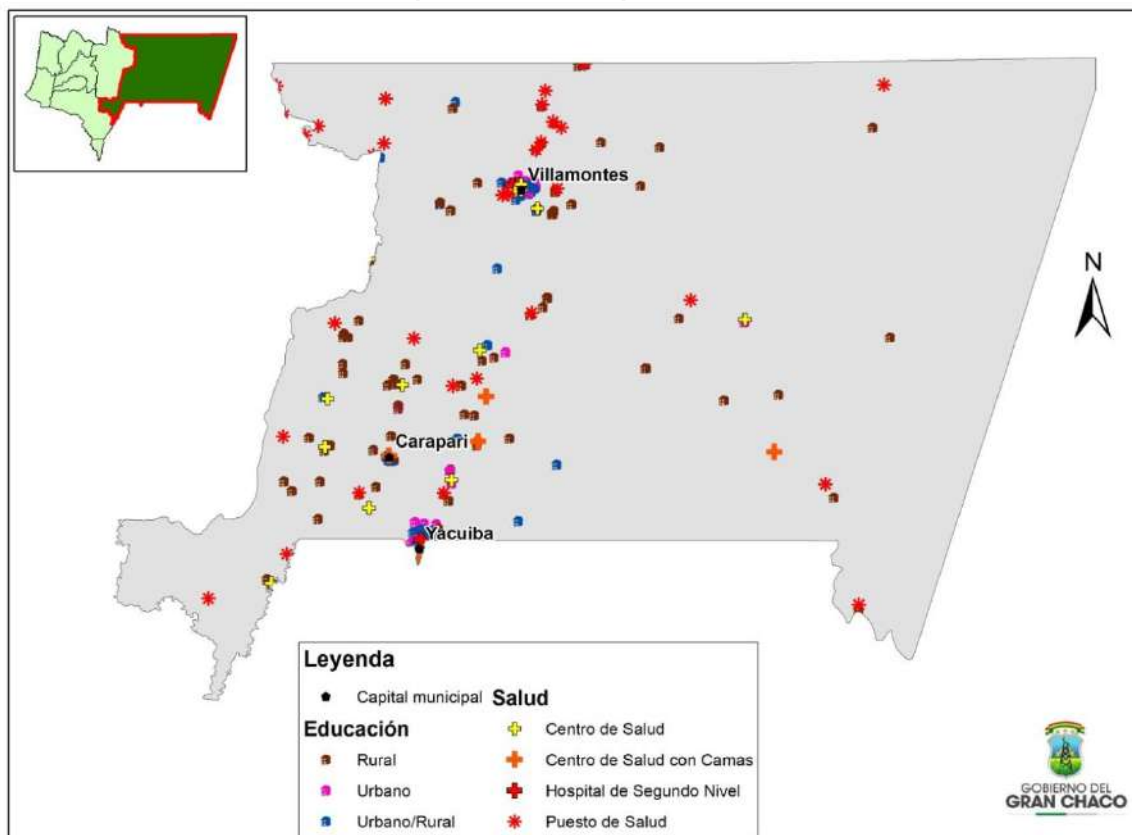 N
Villamontes
Carapari
Yacuiba
Leyenda
Capital municipal
Educación
Rural
Urbano
Urbano/Rural
Salud
Centro de Salud
Centro de Salud con Camas
Hospital de Segundo Nivel
Puesto de Salud
GOBIERNO DEL
GRAN CHACO